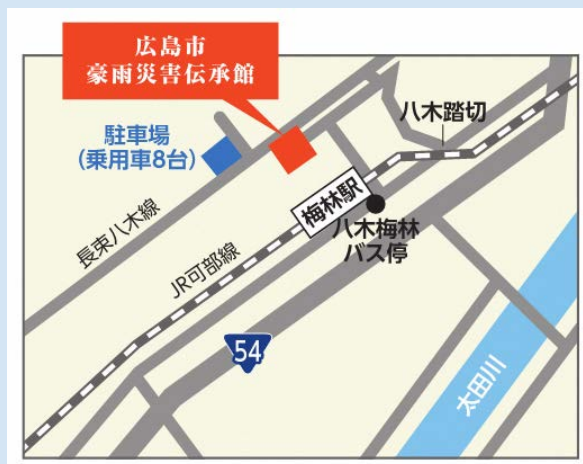 広島市
豪雨災害伝承館
駐車場
(乗用車8台)
八木踏切
長束八木線
梅林駅
八木梅林
バス停
JR可部線
54
太田川